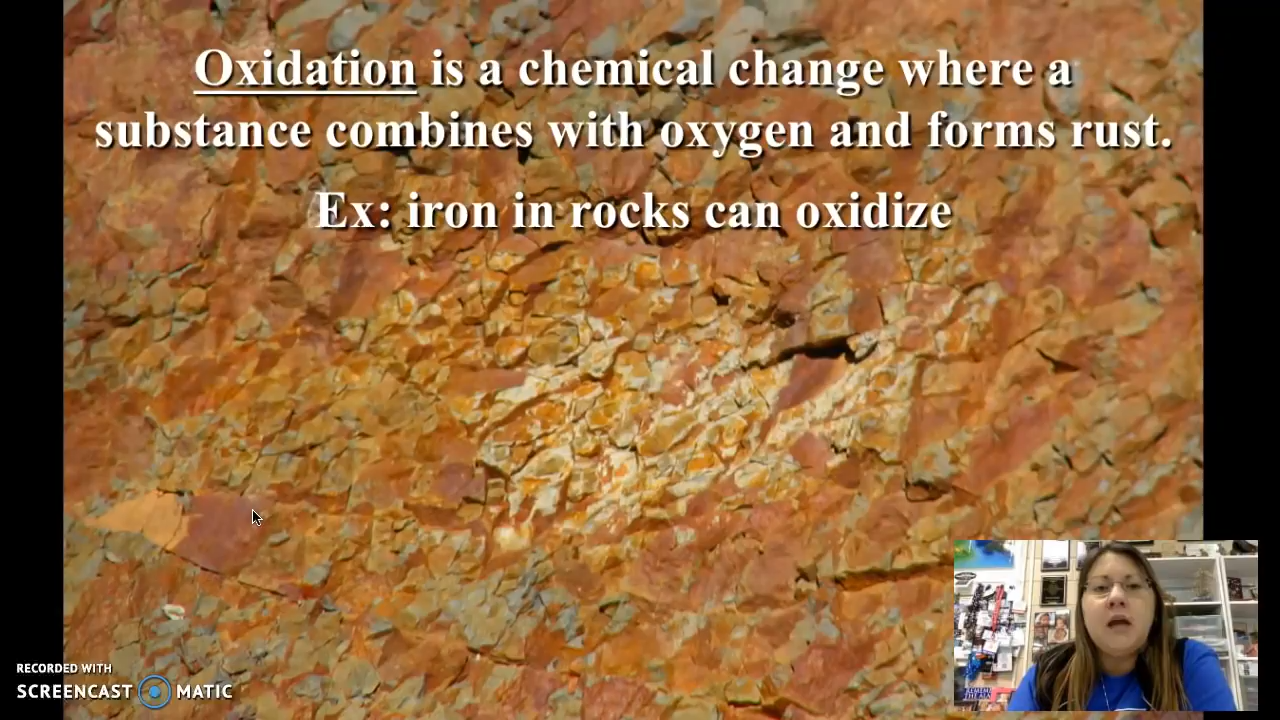 Oxidation is a chemical change where a
substance combines with oxygen and forms rust.
Ex: iron in rocks can oxidize
RECORDED WITH
SCREENCAST MATIC